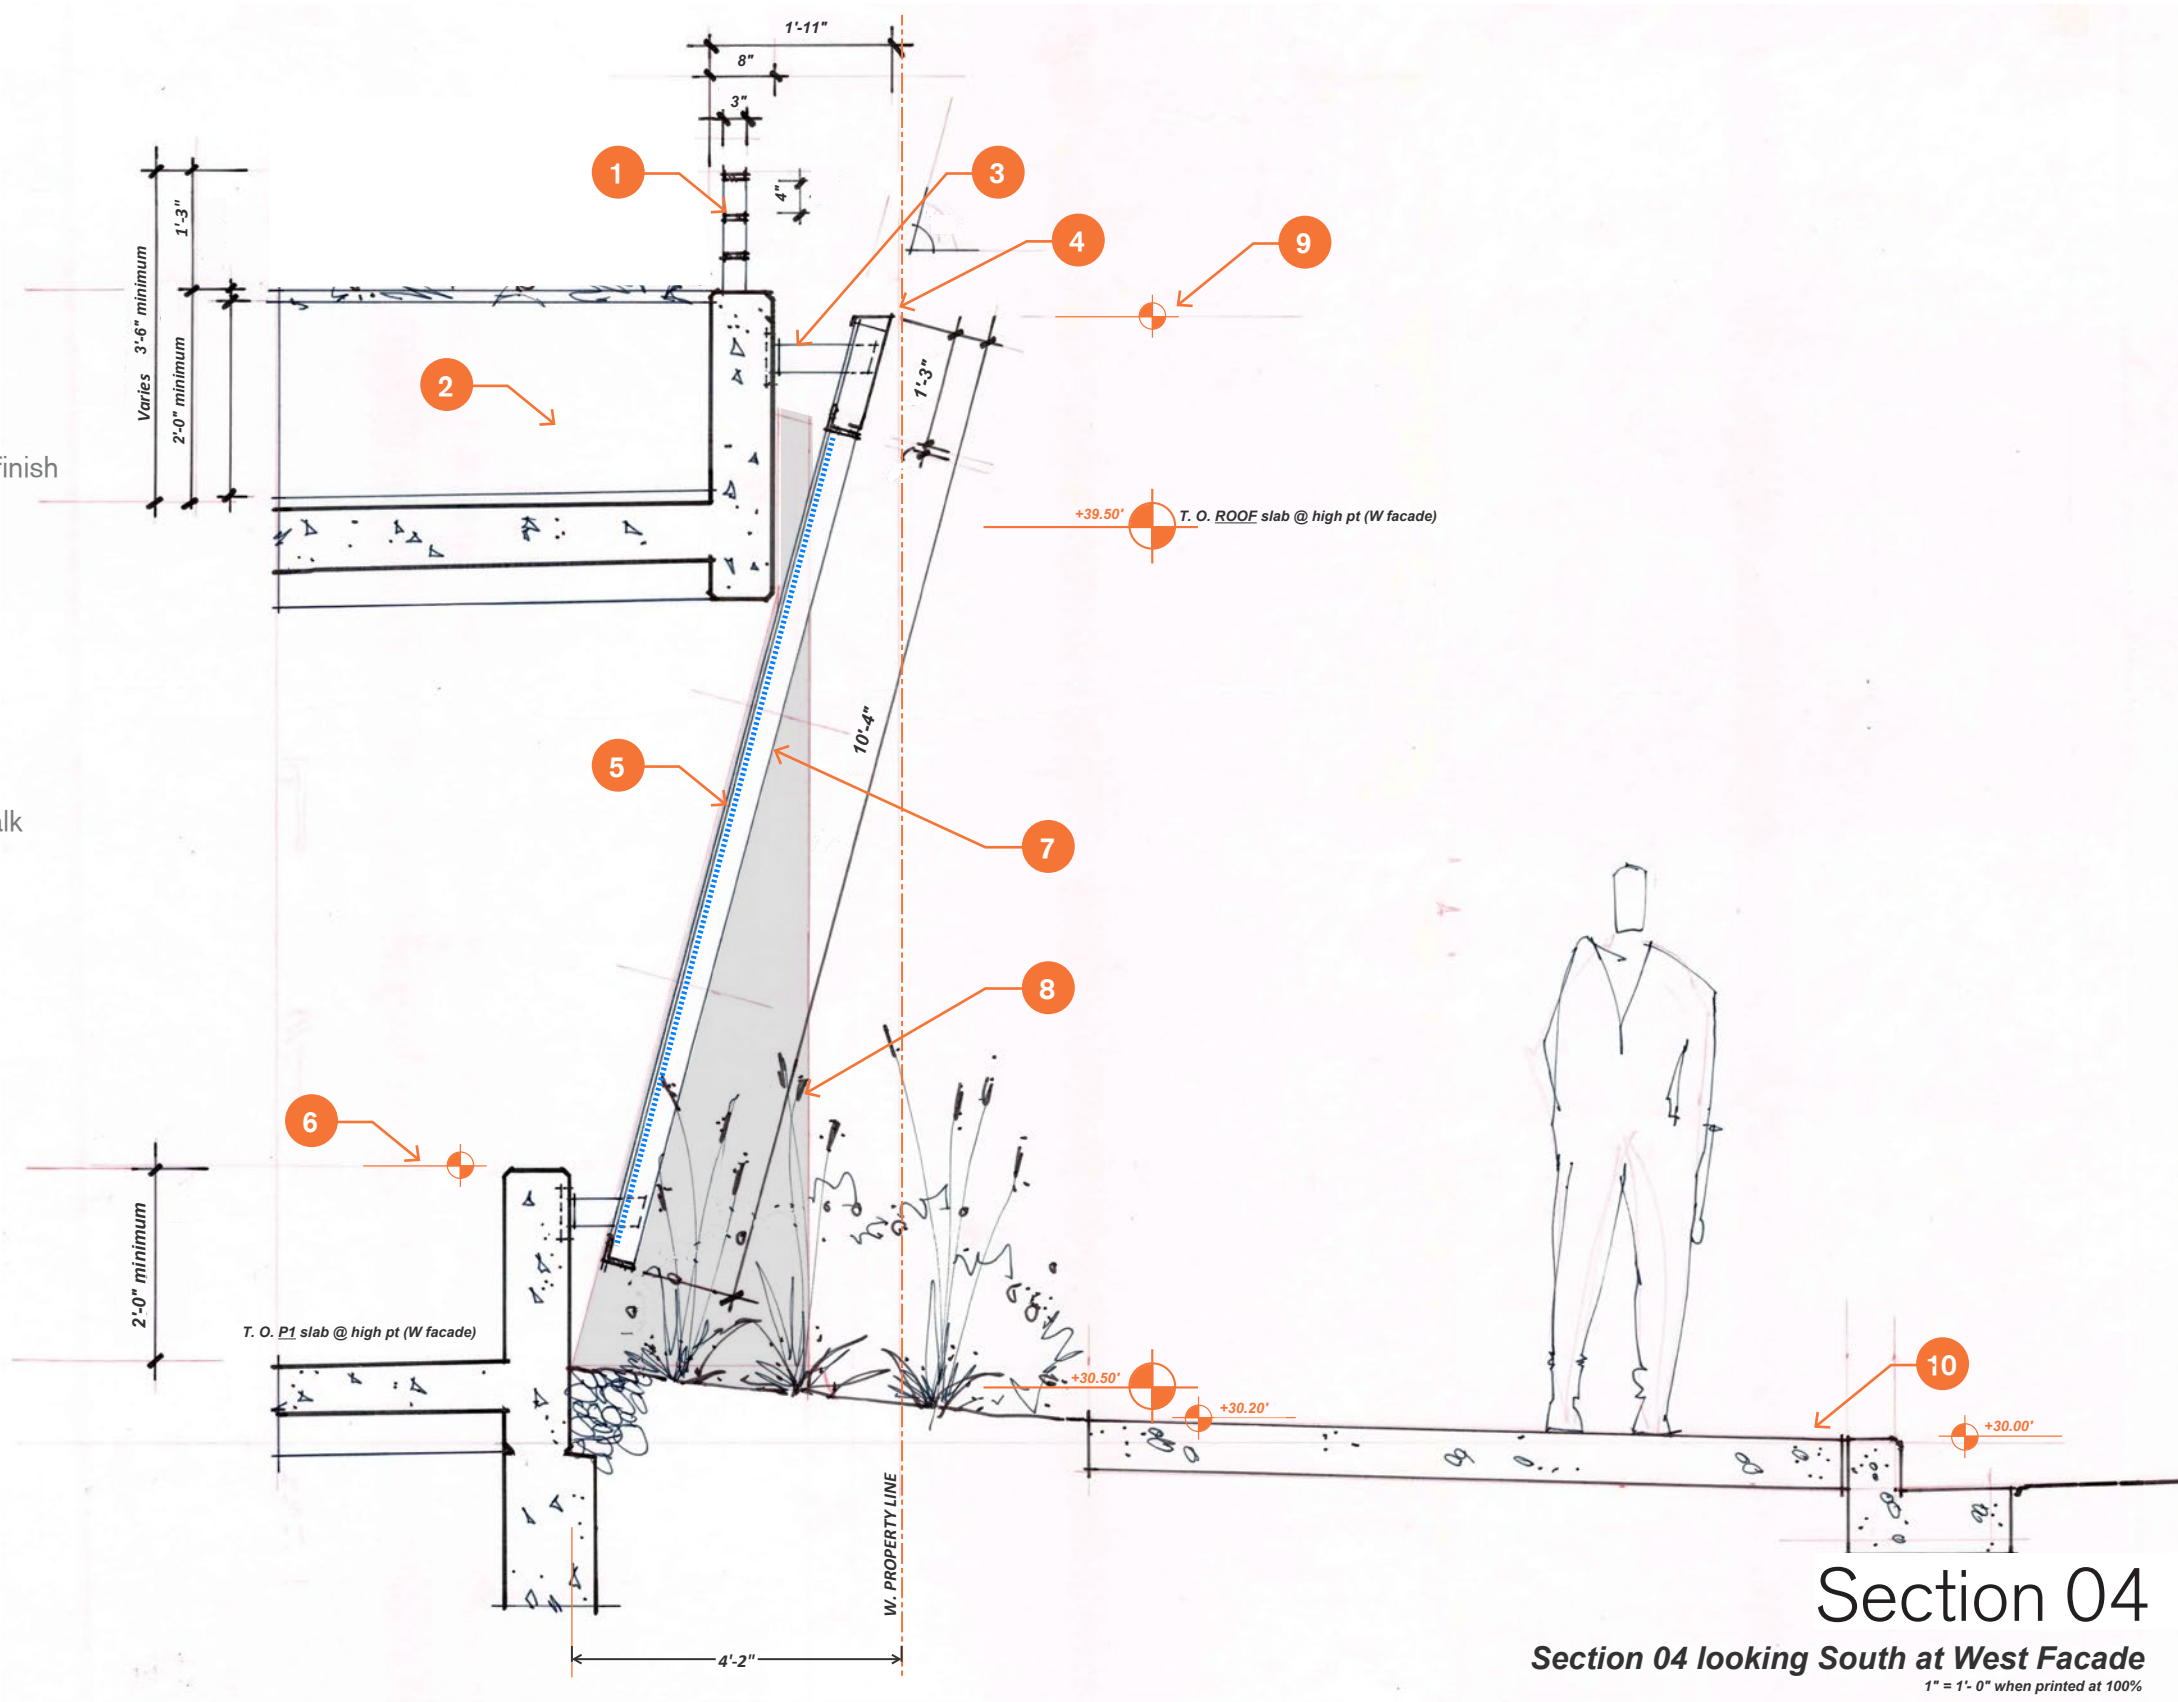 1'-11"
8"
3"
1
3
4"
4
9
1'-3"
Varies 3'-6" minimum
2'-0" minimum
2
1'-3"
finish
+39.50' T. O. ROOF slab @ high pt (W facade)
10'-4"
5
7
alk
8
6
2'-0" minimum
T. O. P1 slab @ high pt (W facade)
+30.50'
+30.20'
10
+30.00'
W. PROPERTY LINE
4'-2"
Section 04
Section 04 looking South at West Facade
1" = 1'- 0" when printed at 100%